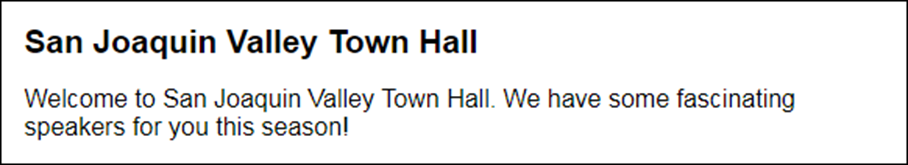 San Joaquin Valley Town Hall
Welcome to San Joaquin Valley Town Hall. We have some fascinating
speakers for you this season!